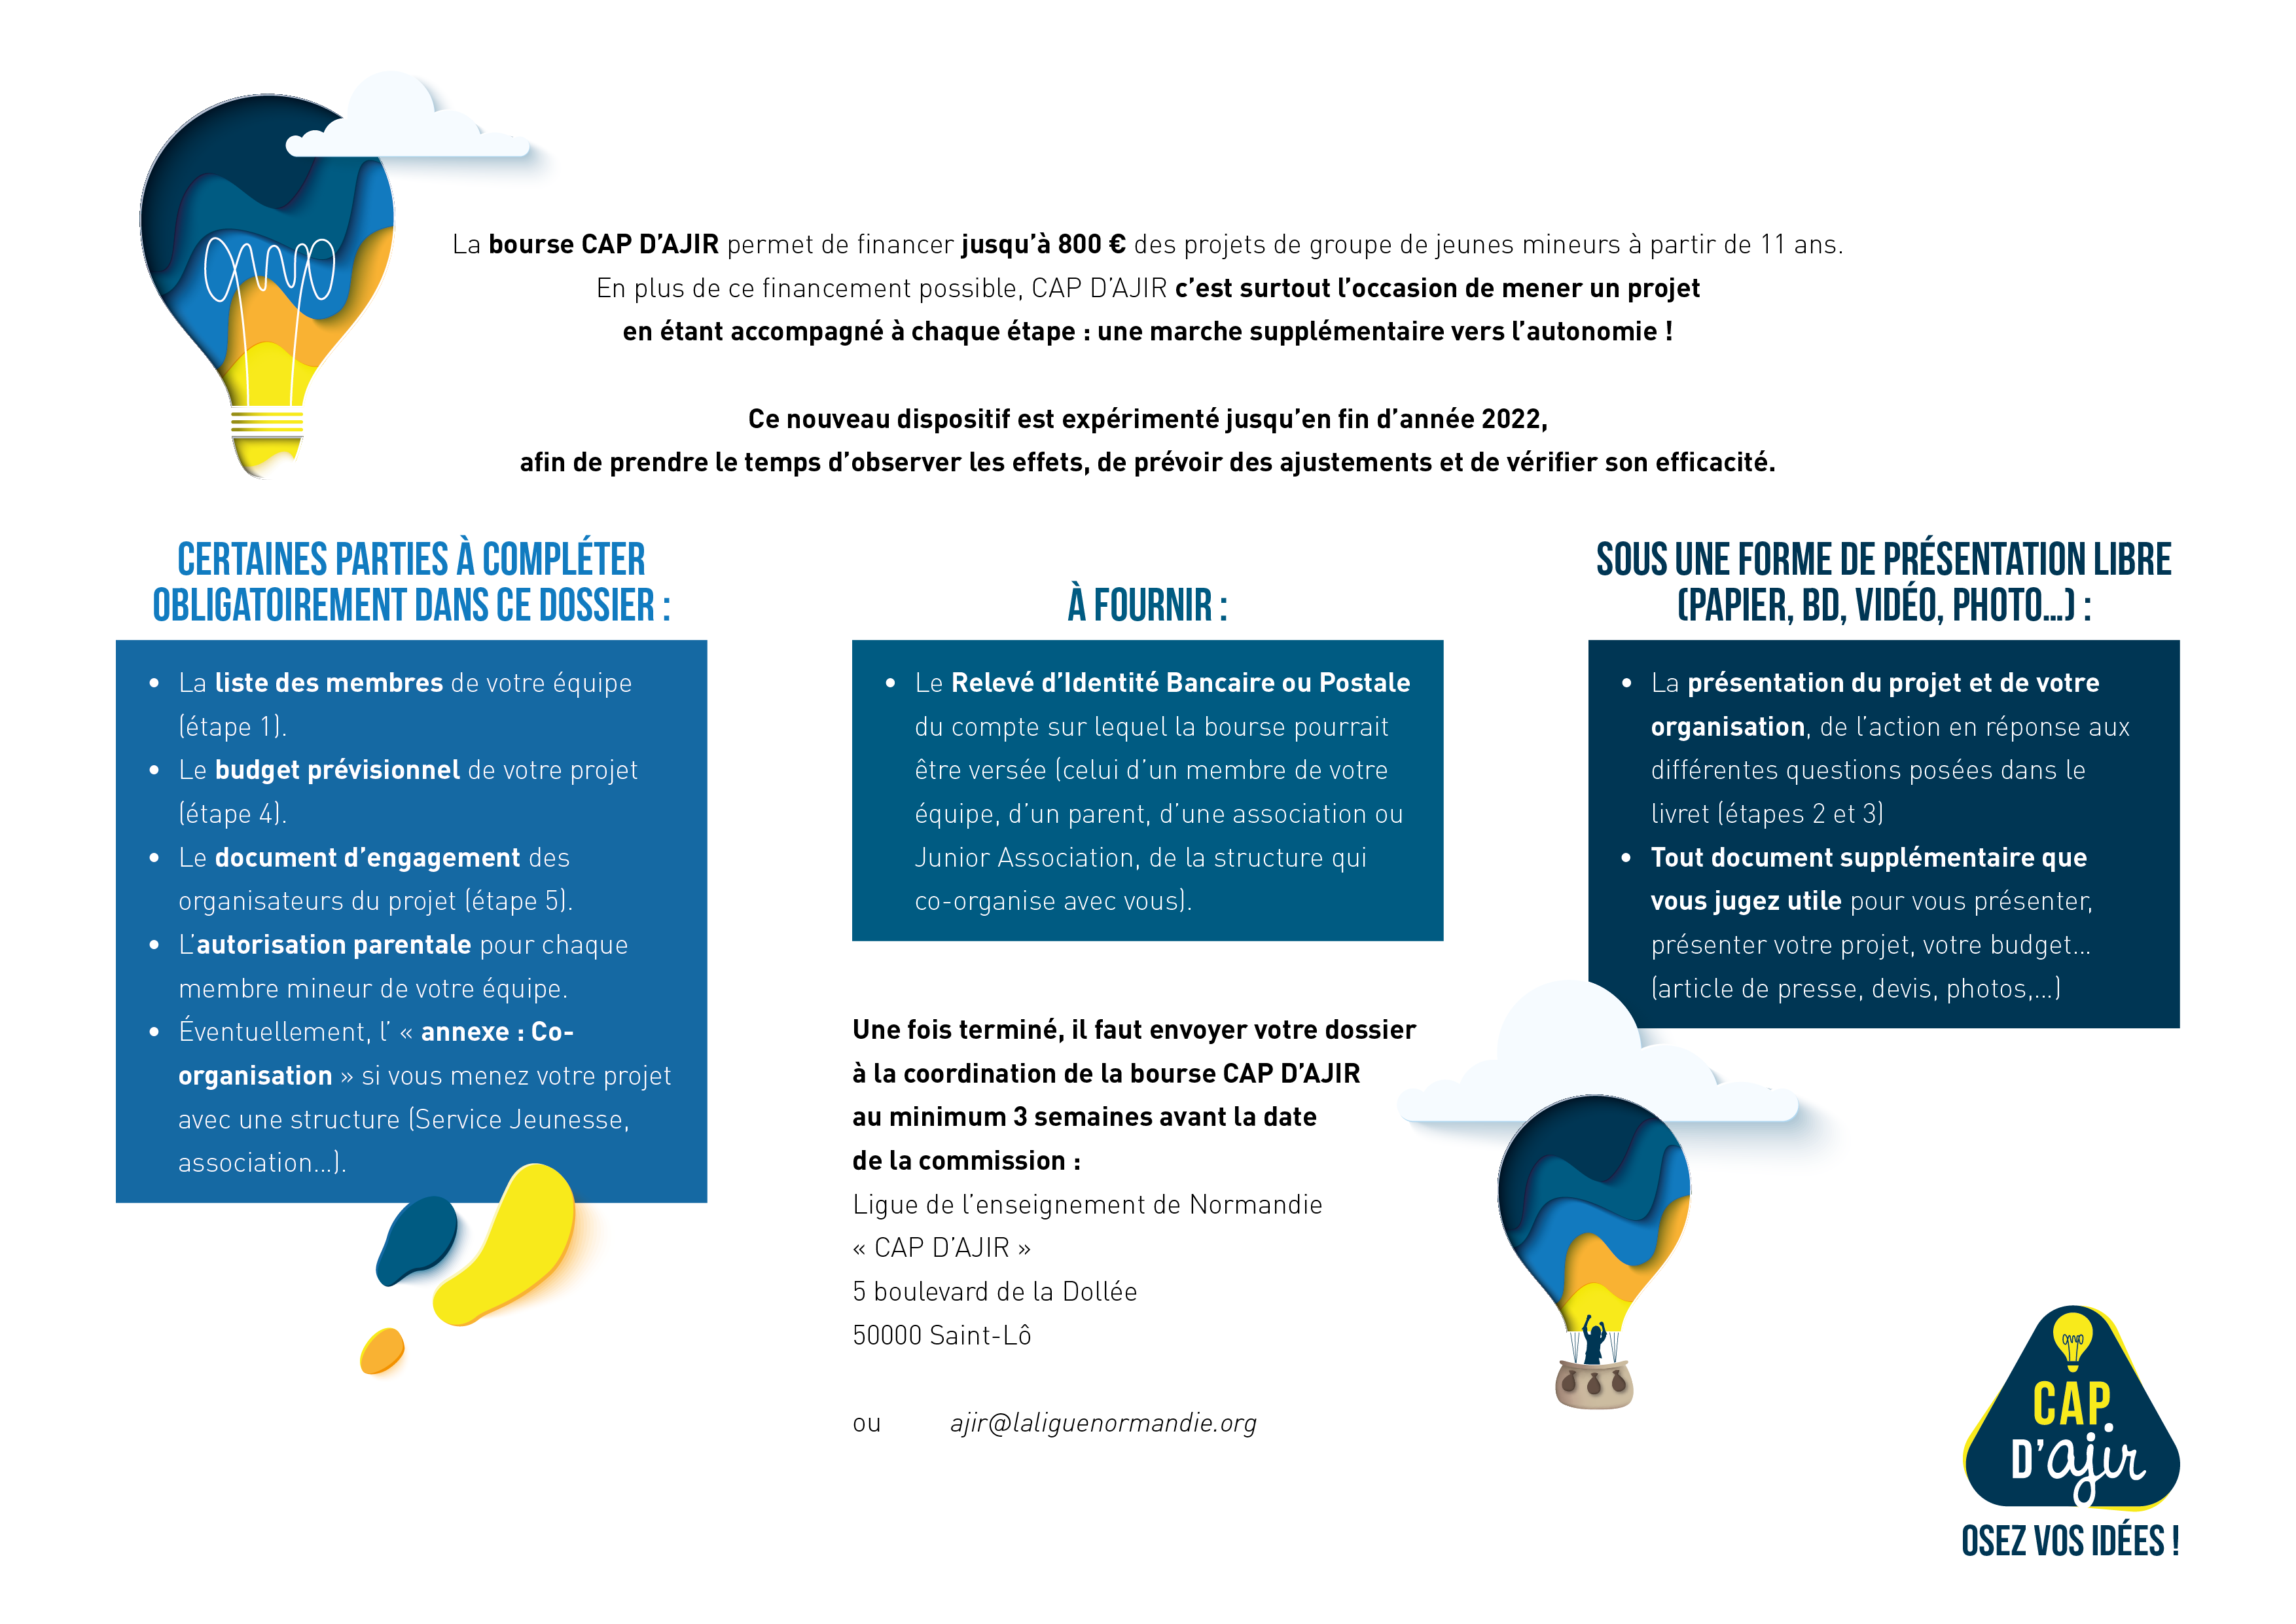 La bourse CAP D’AJIR permet de financer jusqu’à 800 € des projets de groupe de jeunes mineurs à partir de 11 ans.
En plus de ce financement possible, CAP D’AJIR c’est surtout l’occasion de mener un projet
en étant accompagné à chaque étape : une marche supplémentaire vers l’autonomie !
Ce nouveau dispositif est expérimenté jusqu’en fin d’année 2022,
afin de prendre le temps d’observer les effets, de prévoir des ajustements et de vérifier son efficacité.
CERTAINES PARTIES À COMPLÉTER
OBLIGATOIREMENT DANS CE DOSSIER :
• La liste des membres de votre équipe
(étape 1).
• Le budget prévisionnel de votre projet
(étape 4).
• Le document d’engagement des
organisateurs du projet (étape 5).
• L’autorisation parentale pour chaque
membre mineur de votre équipe.
• Éventuellement, l’ « annexe : Co-
organisation » si vous menez votre projet
avec une structure (Service Jeunesse,
association...).
À FOURNIR :
• Le Relevé d’Identité Bancaire ou Postale
du compte sur lequel la bourse pourrait
être versée (celui d’un membre de votre
équipe, d’un parent, d’une association ou
Junior Association, de la structure qui
co-organise avec vous).
Une fois terminé, il faut envoyer votre dossier
à la coordination de la bourse CAP D’AJIR
au minimum 3 semaines avant la date
de la commission :
Ligue de l’enseignement de Normandie
« CAP D’AJIR »
5 boulevard de la Dollée
50000 Saint-Lô
ou ajir@laliguenormandie.org
SOUS UNE FORME DE PRÉSENTATION LIBRE
(PAPIER, BD, VIDÉO, PHOTO...) :
• La présentation du projet et de votre
organisation, de l’action en réponse aux
différentes questions posées dans le
livret (étapes 2 et 3)
• Tout document supplémentaire que
vous jugez utile pour vous présenter,
présenter votre projet, votre budget...
(article de presse, devis, photos,...)
CAP
D’ajir
OSEZ VOS IDÉES !